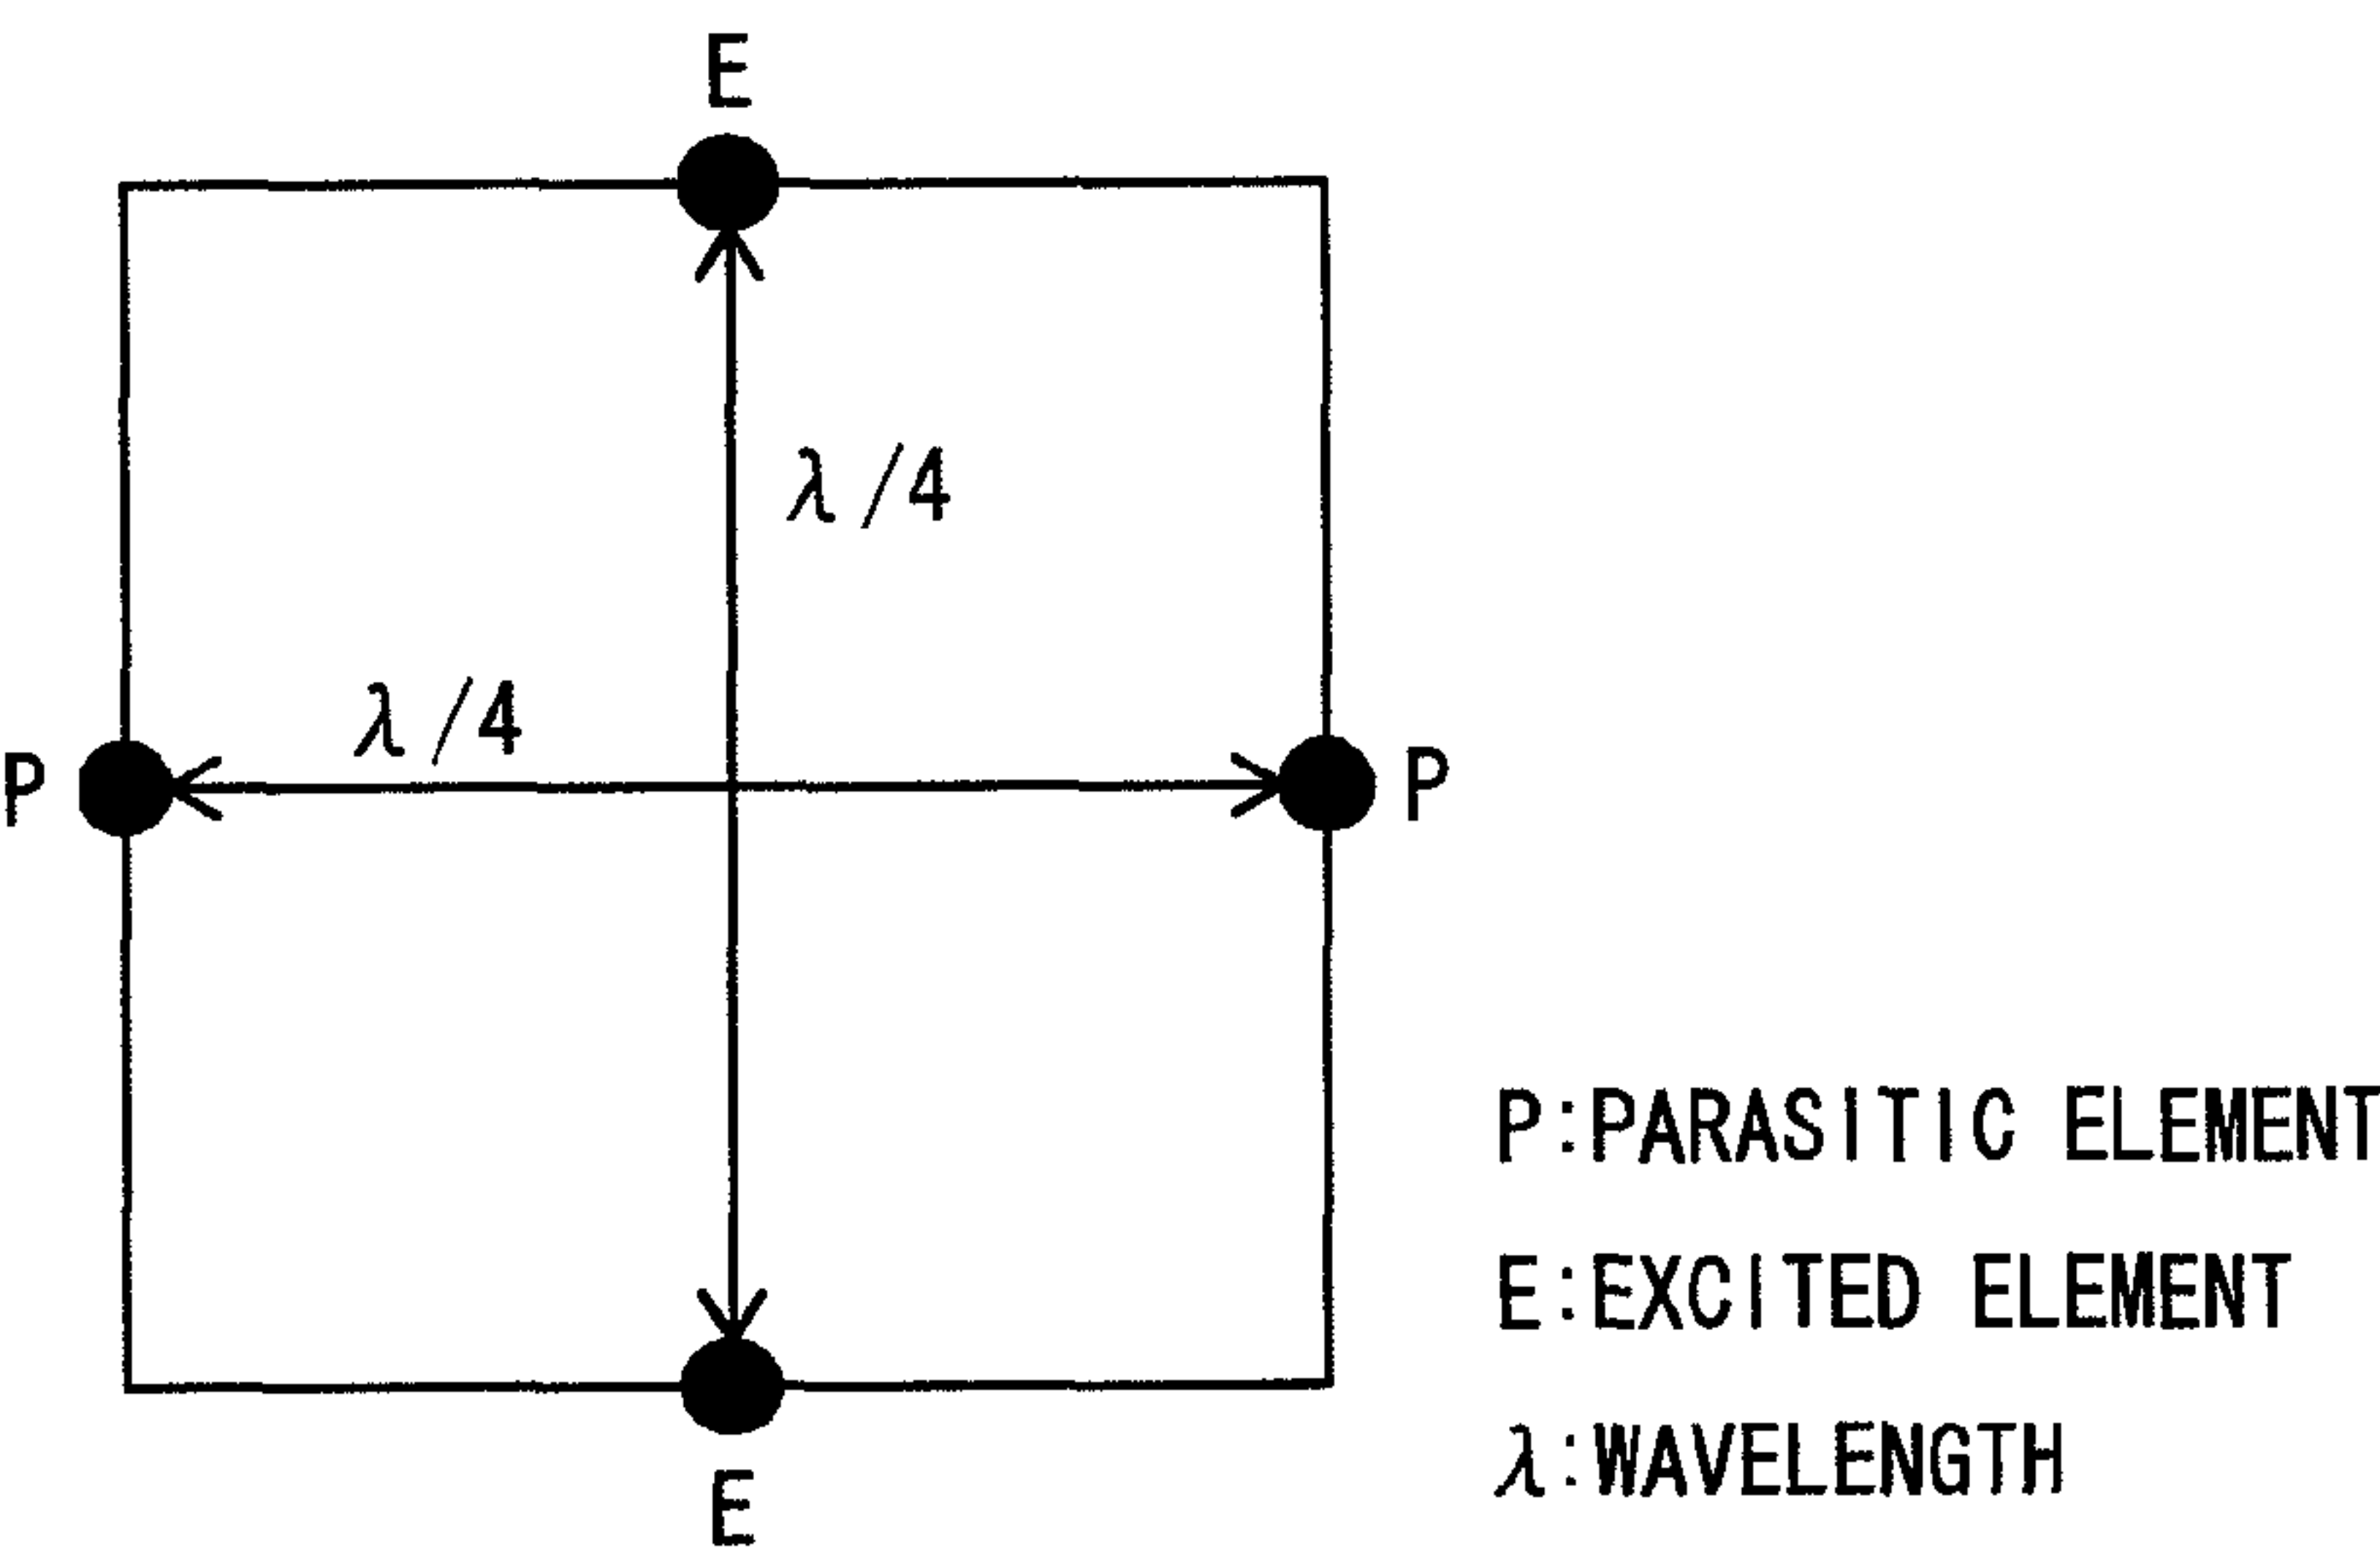 E
λ/4
λ/4
P
P
P:PARASITIC ELEMENT
E:EXCITED ELEMENT
λ:WAVELENGTH
E